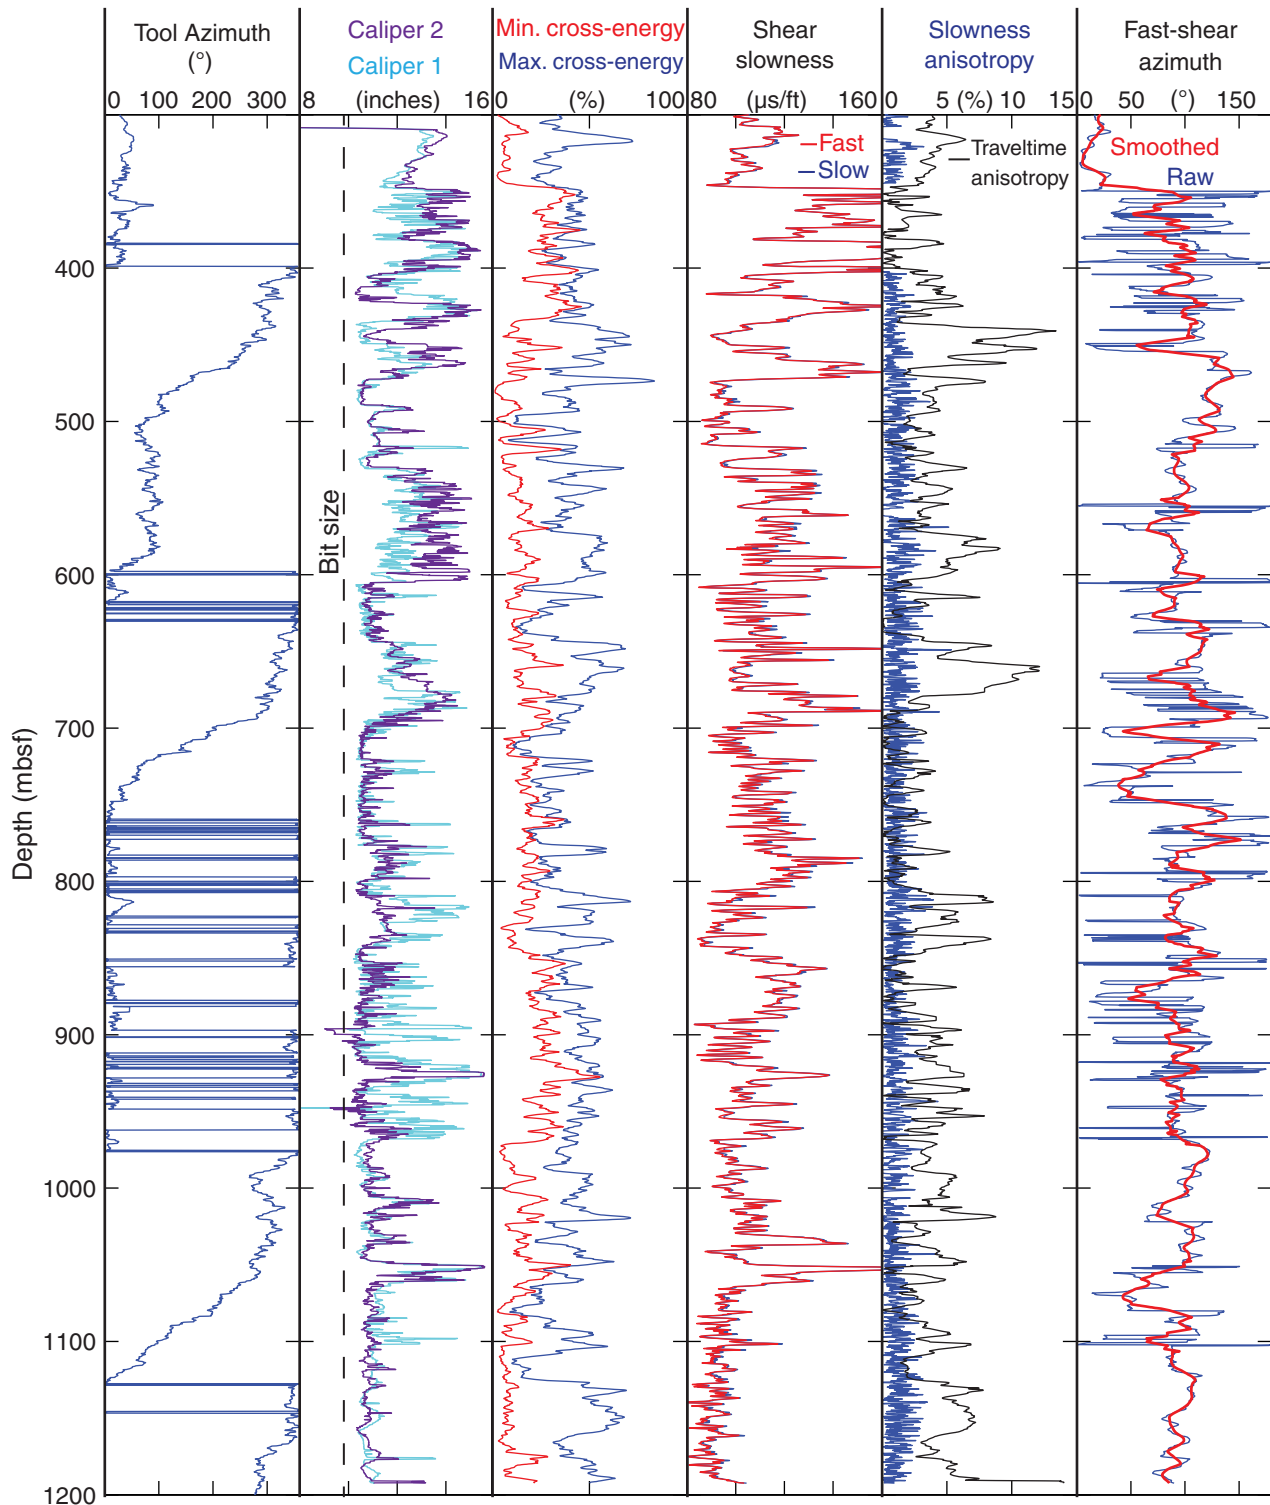 Tool Azimuth
(°)
0 100 200 300
Caliper 2
Caliper 1
8 (inches) 16
Min. cross-energy
Max. cross-energy
0 (%) 100
Shear
slowness
80 (µs/ft) 160
Slowness
anisotropy
0 5 (%) 10 15
Fast-shear
azimuth
0 50 (°) 150
Fast
Slow
Traveltime
anisotropy
Smoothed
Raw
Bit size
Depth (mbsf)
400
500
600
700
800
900
1000
1100
1200